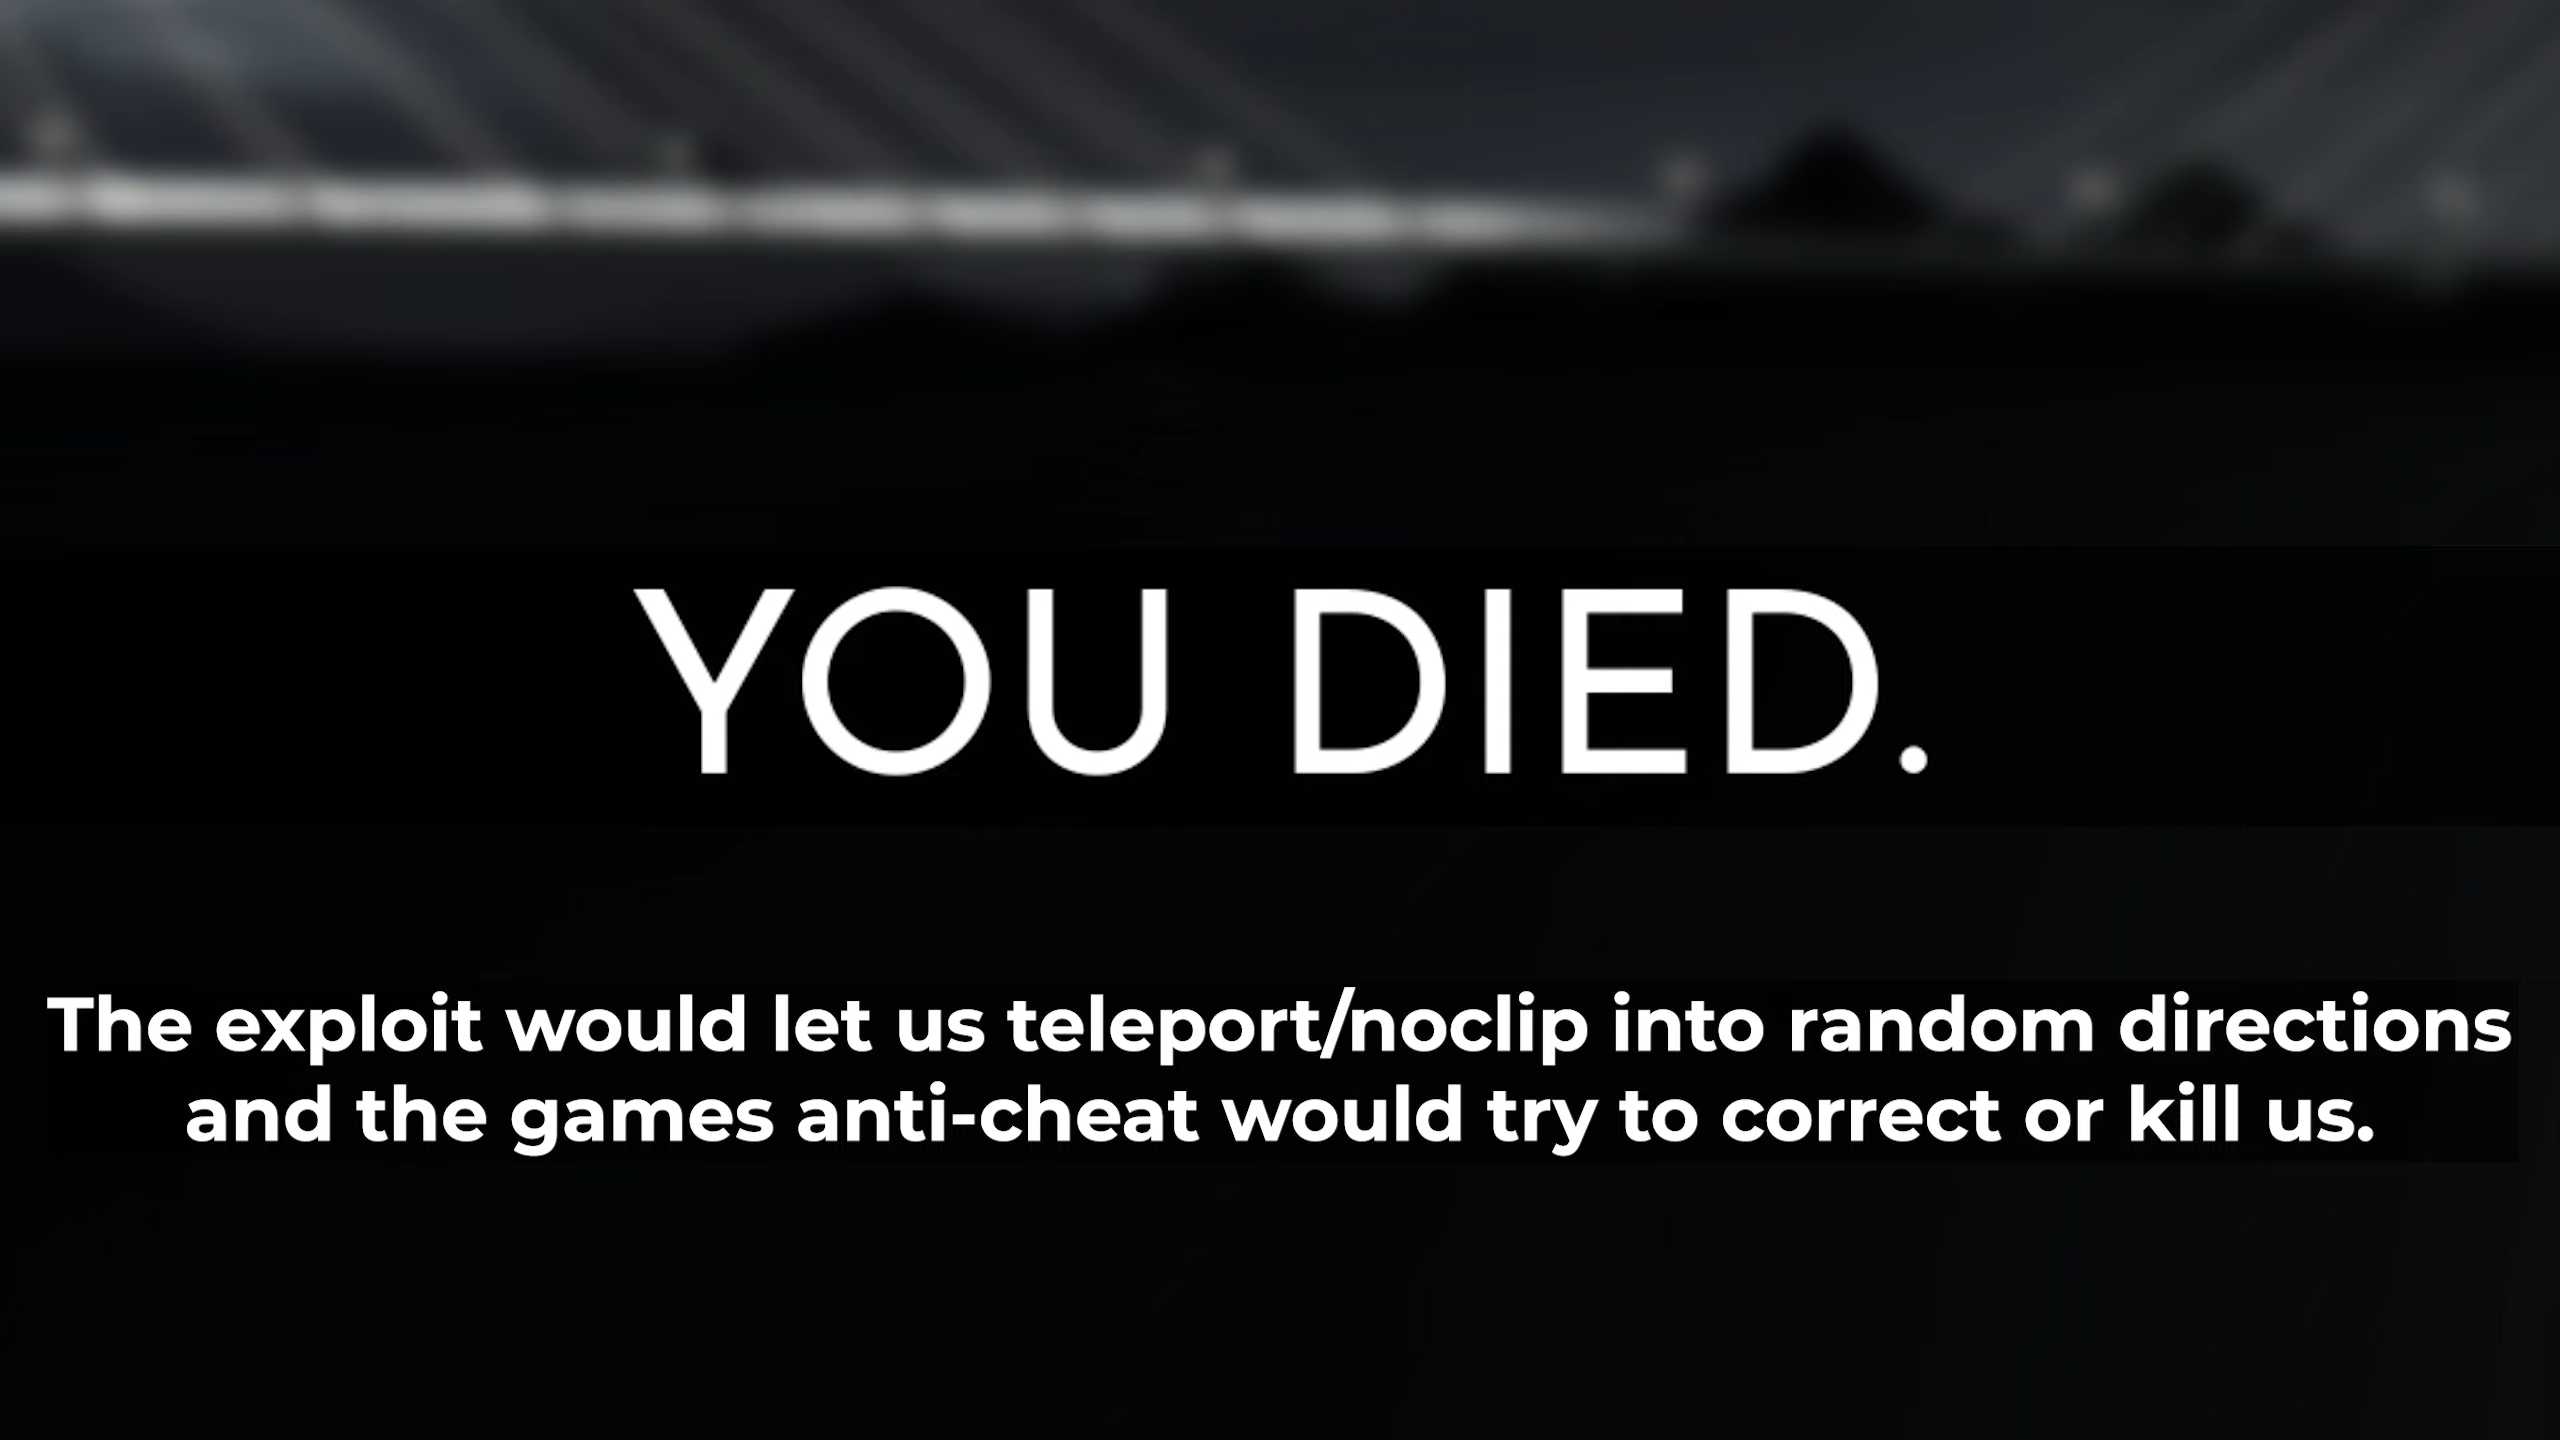 YOU DIED.
The exploit would let us teleport/noclip into random directions
and the games anti-cheat would try to correct or kill us.